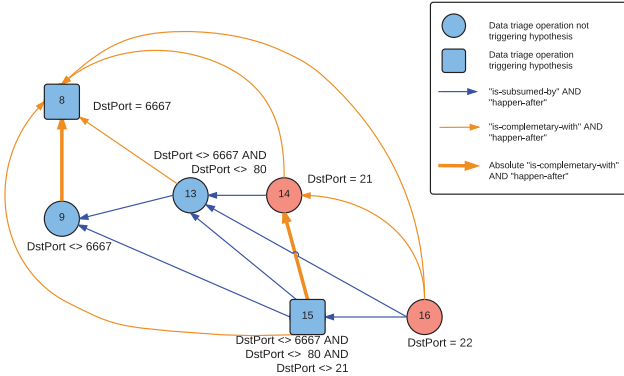 8
DstPort = 6667
DstPort <> 6667 AND
DstPort <> 80
13
14
DstPort = 21
9
DstPort <> 6667
15
16
DstPort <> 6667 AND
DstPort <> 80 AND
DstPort <> 21
DstPort = 22
Data triage operation not
triggering hypothesis
Data triage operation
triggering hypothesis
"is-subsumed-by" AND
"happen-after"
"is-complemetary-with" AND
"happen-after"
Absolute "is-complemetary-with"
AND "happen-after"